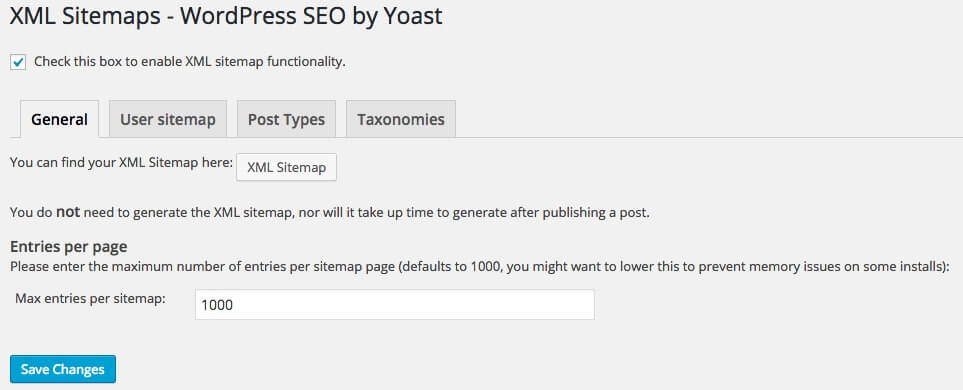 XML Sitemaps - WordPress SEO by Yoast
Check this box to enable XML sitemap functionality.
General User sitemap Post Types Taxonomies
You can find your XML Sitemap here: XML Sitemap
You do not need to generate the XML sitemap, nor will it take up time to generate after publishing a post.
Entries per page
Please enter the maximum number of entries per sitemap page (defaults to 1000, you might want to lower this to prevent memory issues on some installs):
Max entries per sitemap: 1000
Save Changes